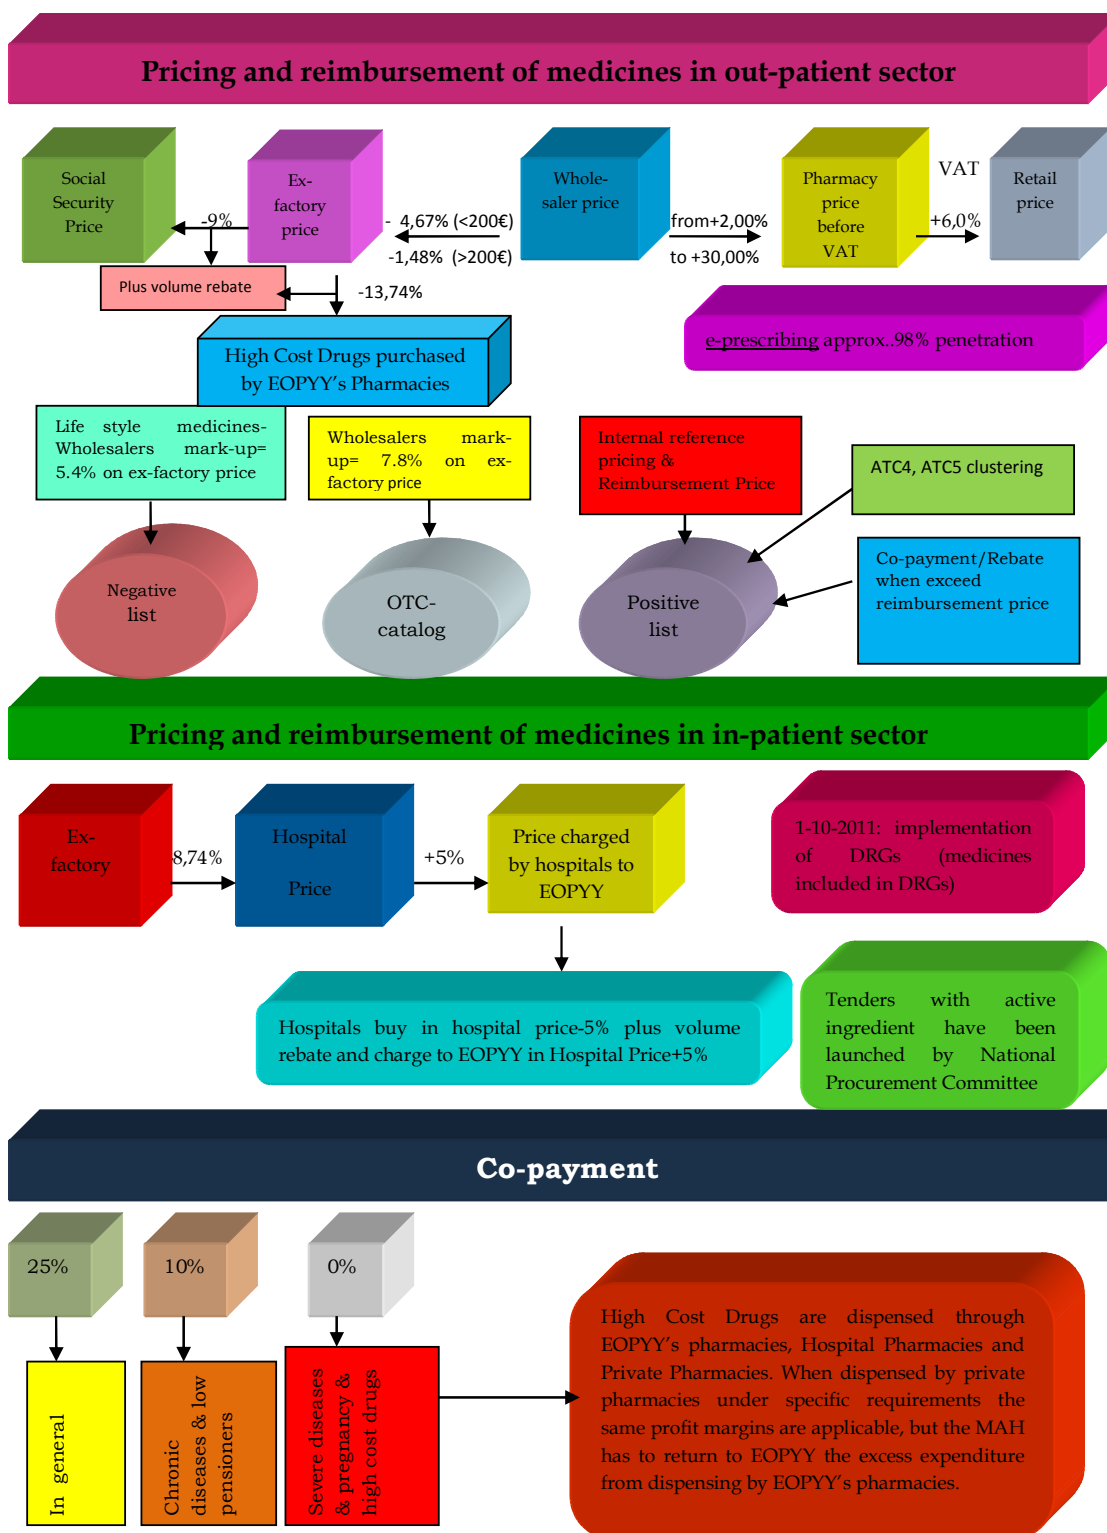 Pricing and reimbursement of medicines in out-patient sector
Social
Security
Price
-9%
Ex-
factory
price
- 4,67% (<200€)
-1,48% (>200€)
Whole-
saler price
from+2,00%
to +30,00%
Pharmacy
price
before
VAT
VAT
+6,0%
Retail
price
Plus volume rebate
-13,74%
High Cost Drugs purchased
by EOPYY's Pharmacies
e-prescribing approx..98% penetration
Life style medicines-
Wholesalers mark-up=
5.4% on ex-factory price
Wholesalers mark-
up= 7.8% on ex-
factory price
Internal reference
pricing &
Reimbursement Price
ATC4, ATC5 clustering
Co-payment/Rebate
when exceed
reimbursement price
Negative
list
OTC-
catalog
Positive
list
Pricing and reimbursement of medicines in in-patient sector
Ex-
factory
8,74%
Hospital
Price
+5%
Price charged
by hospitals to
EOPYY
1-10-2011: implementation
of DRGs (medicines
included in DRGs)
Hospitals buy in hospital price-5% plus volume
rebate and charge to EOPYY in Hospital Price+5%
Tenders with active
ingredient have been
launched by National
Procurement Committee
Co-payment
25%
10%
0%
In general
Chronic
diseases & low
pensioners
Severe diseases
& pregnancy &
high cost drugs
High Cost Drugs are dispensed through
EOPYY's pharmacies, Hospital Pharmacies and
Private Pharmacies. When dispensed by private
pharmacies under specific requirements the
same profit margins are applicable, but the MAH
has to return to EOPYY the excess expenditure
from dispensing by EOPYY's pharmacies.